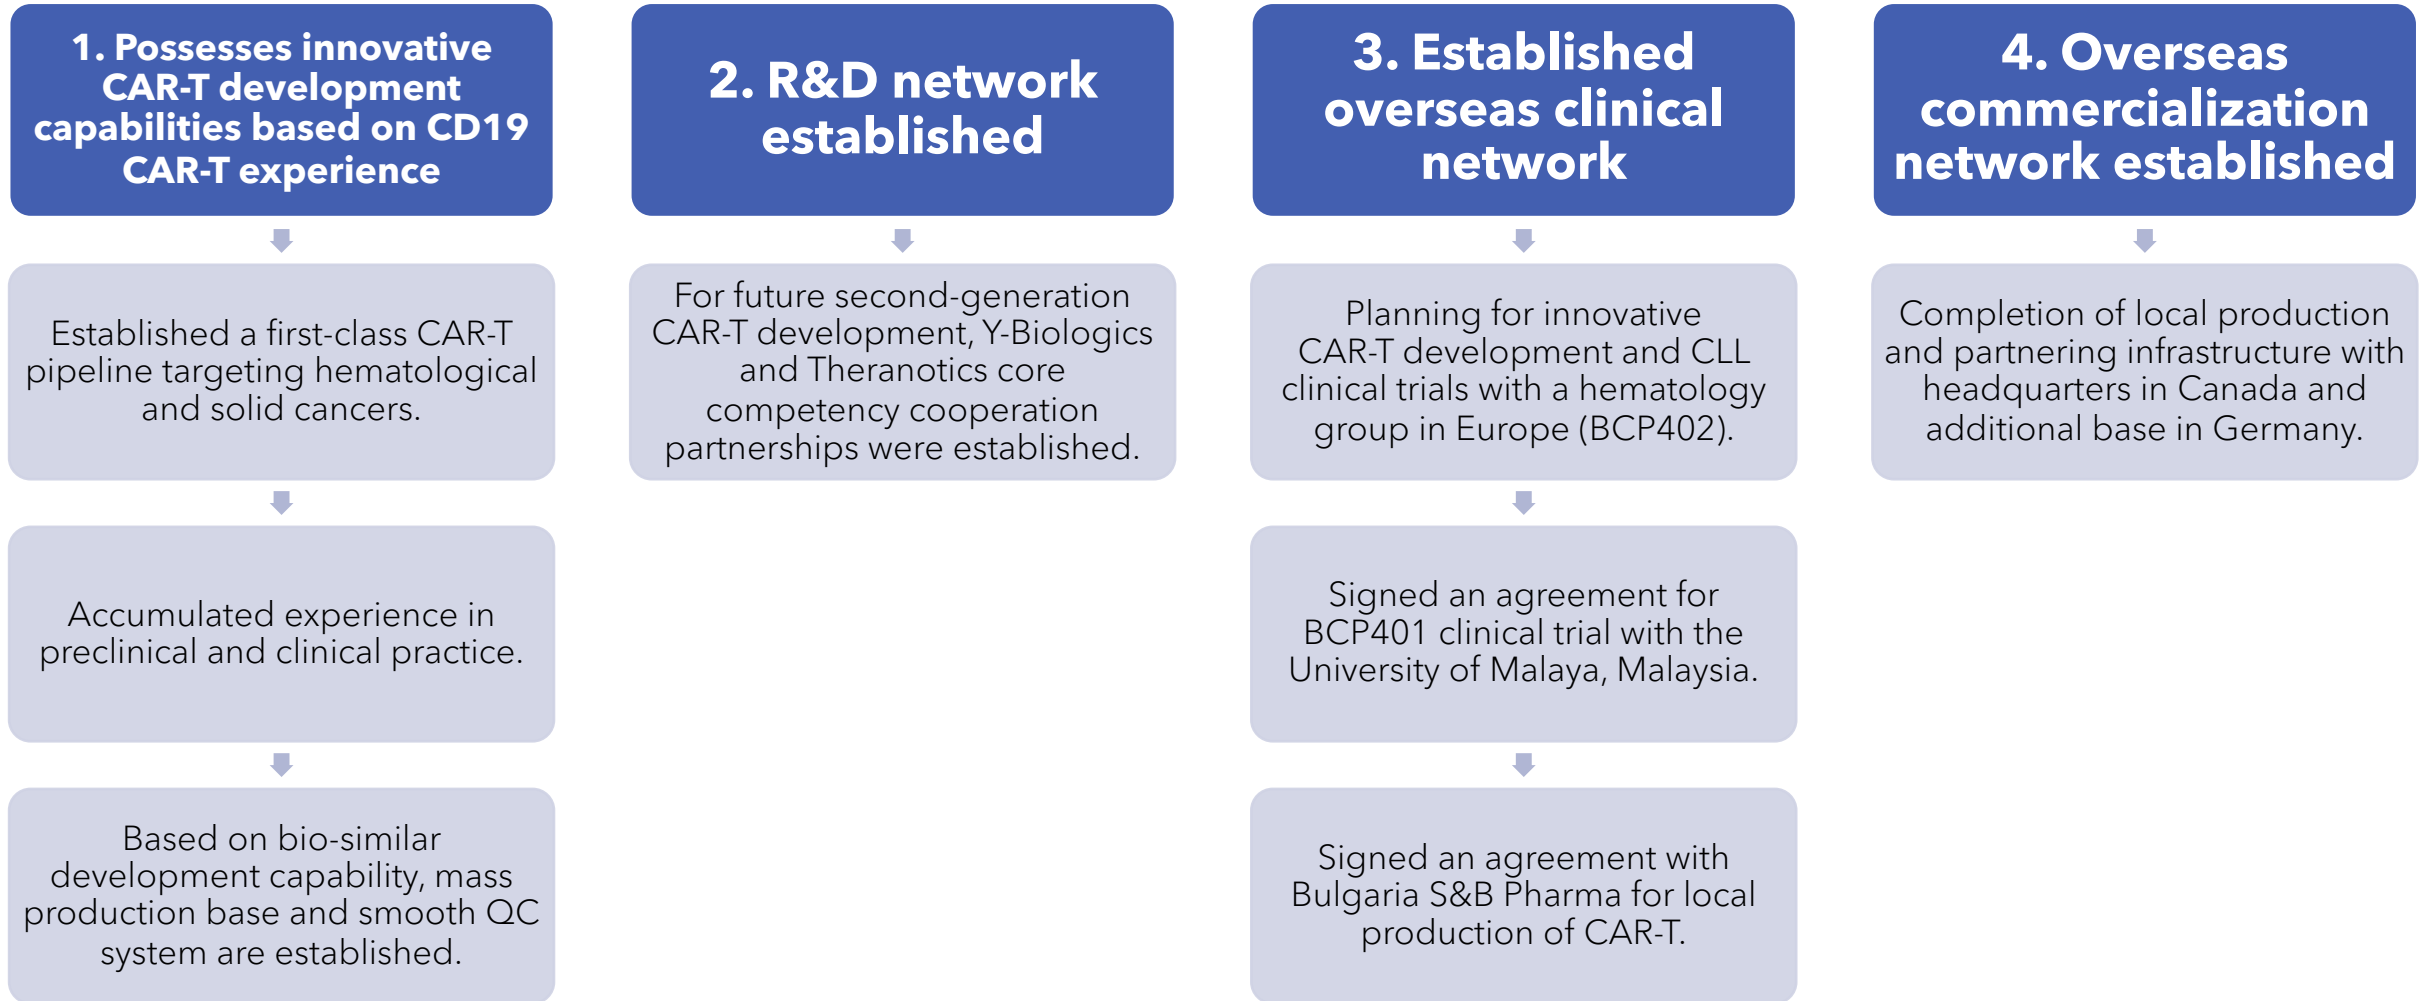 1. Possesses innovative
CAR-T development
capabilities based on CD19
CAR-T experience
Established a first-class CAR-T
pipeline targeting hematological
and solid cancers.
Accumulated experience in
preclinical and clinical practice.
Based on bio-similar
development capability, mass
production base and smooth QC
system are established.
2. R&D network
established
For future second-generation
CAR-T development, Y-Biologics
and Theranotics core
competency cooperation
partnerships were established.
3. Established
overseas clinical
network
Planning for innovative
CAR-T development and CLL
clinical trials with a hematology
group in Europe (BCP402).
Signed an agreement for
BCP401 clinical trial with the
University of Malaya, Malaysia.
Signed an agreement with
Bulgaria S&B Pharma for local
production of CAR-T.
4. Overseas
commercialization
network established
Completion of local production
and partnering infrastructure with
headquarters in Canada and
additional base in Germany.